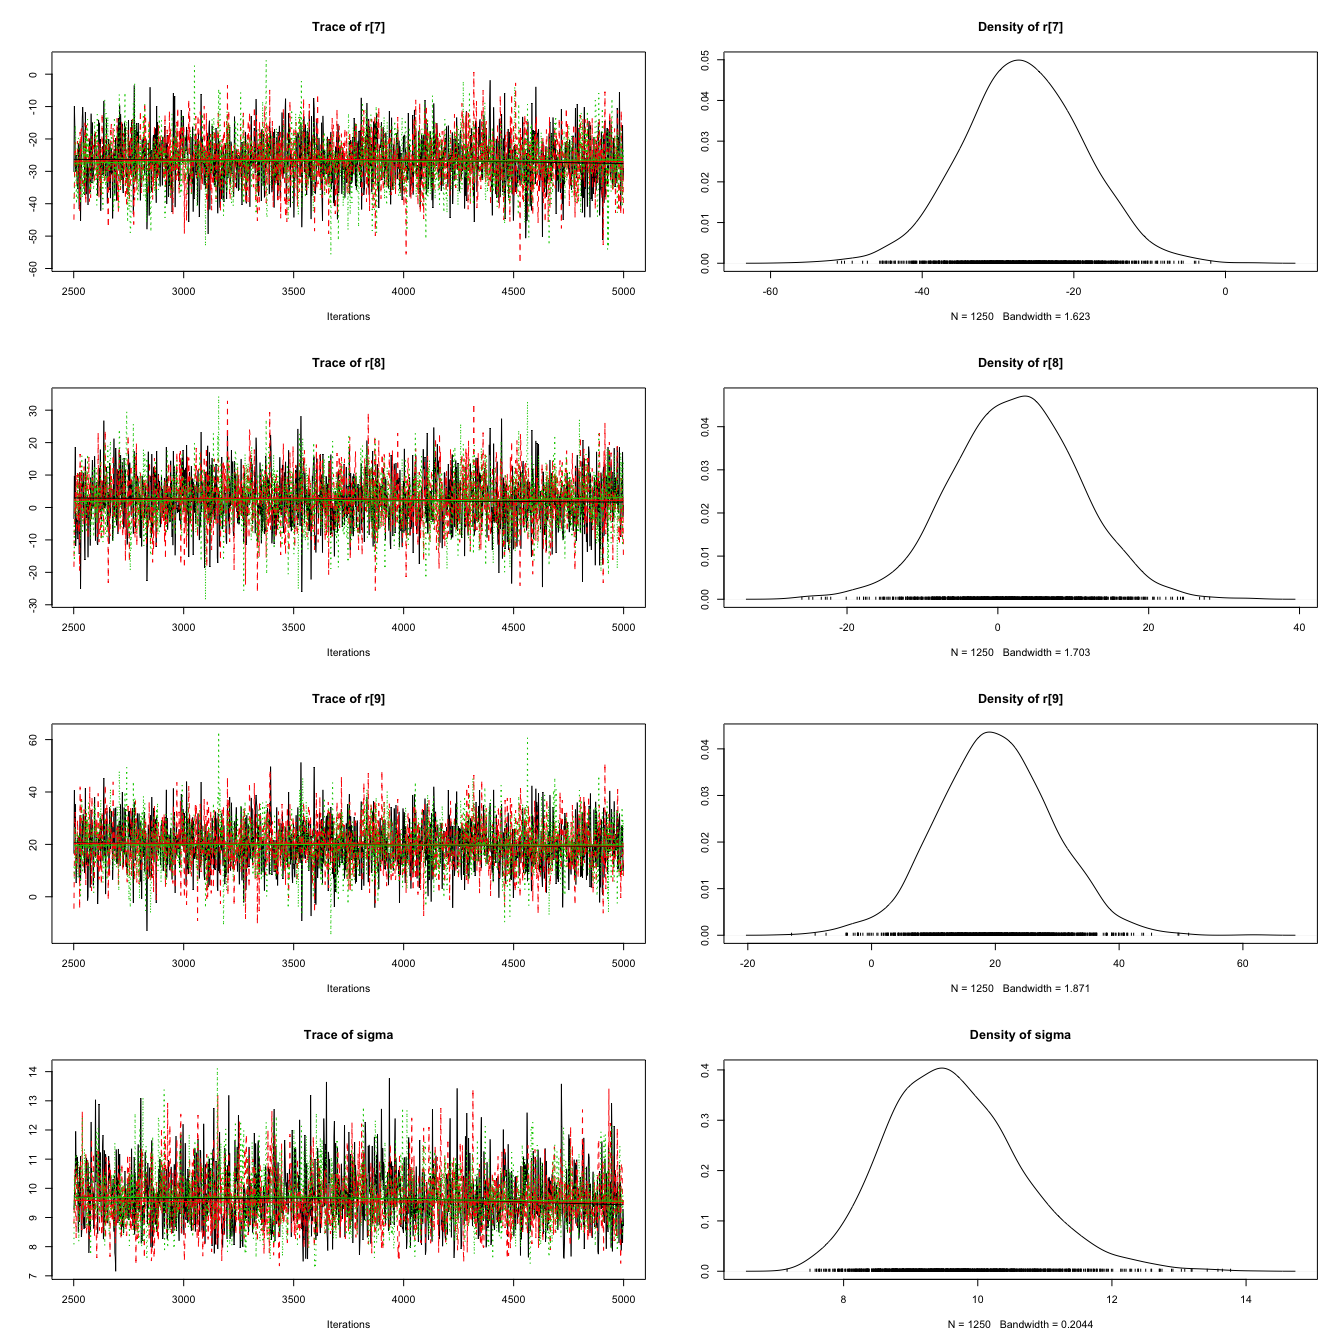 Trace of r[7]
0
-10
-20
-30
-40
-50
-60
2500 3000 3500 4000 4500 5000
Iterations
Density of r[7]
0.05
0.04
0.03
0.02
0.01
0.00
-60 -40 -20 0
N = 1250 Bandwidth = 1.623
Trace of r[8]
30
20
10
0
-10
-20
-30
2500 3000 3500 4000 4500 5000
Iterations
Density of r[8]
0.04
0.03
0.02
0.01
0.00
-20 0 20 40
N = 1250 Bandwidth = 1.703
Trace of r[9]
60
40
20
0
2500 3000 3500 4000 4500 5000
Iterations
Density of r[9]
0.04
0.03
0.02
0.01
0.00
-20 0 20 40 60
N = 1250 Bandwidth = 1.871
Trace of sigma
14
13
12
11
10
9
8
7
2500 3000 3500 4000 4500 5000
Iterations
Density of sigma
0.4
0.3
0.2
0.1
0.0
8 10 12 14
N = 1250 Bandwidth = 0.2044